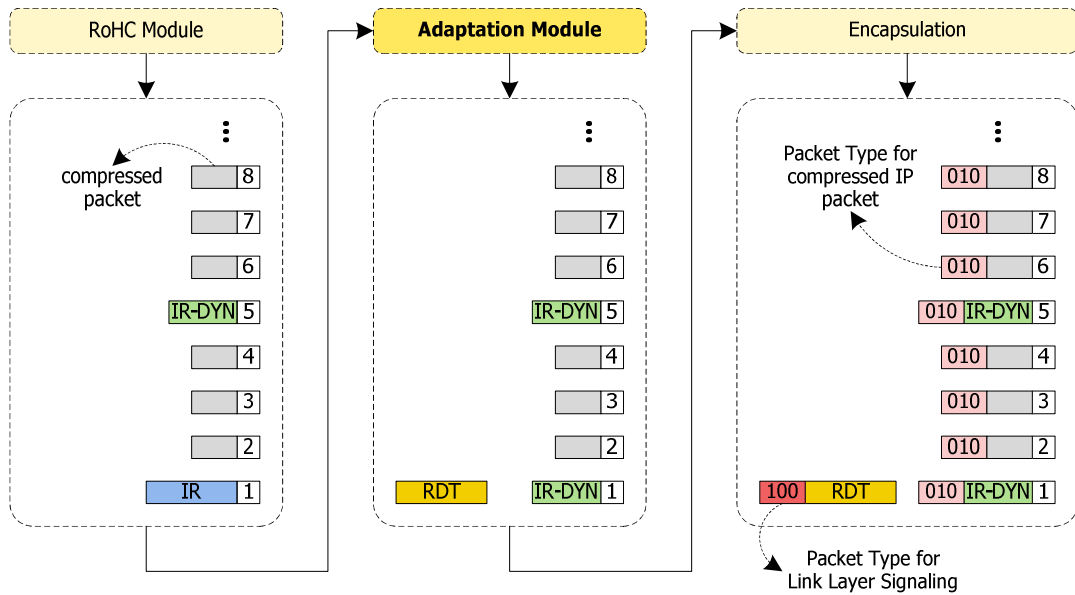 RoHC Module
Adaptation Module
Encapsulation
compressed
packet
8
7
6
IR-DYN 5
4
3
2
IR 1
8
7
6
IR-DYN 5
4
3
2
RDT IR-DYN 1
Packet Type for
compressed IP
packet
010 8
010 7
010 6
010 IR-DYN 5
010 4
010 3
010 2
100 RDT 010 IR-DYN 1
Packet Type for
Link Layer Signaling